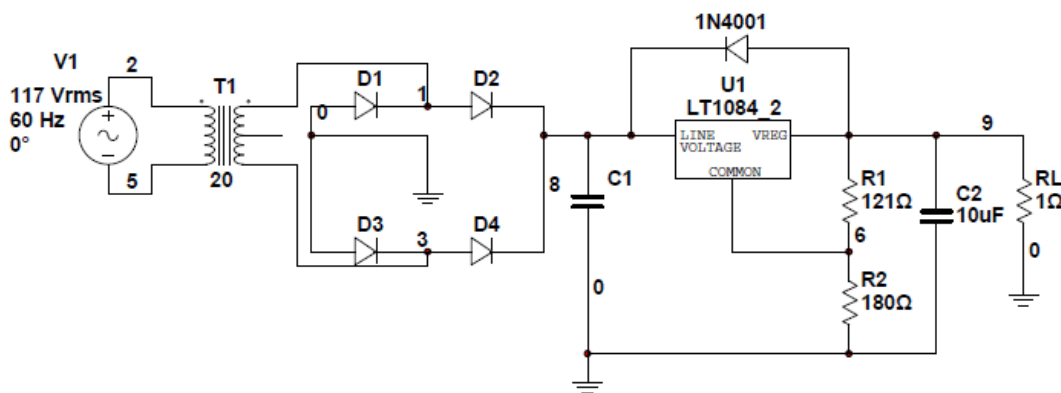 1N4001
V1
2
T1
D1
D2
U1
117 Vrms
1
LT1084_2
60 Hz
0
9
0°
LINE VREG
VOLTAGE
COMMON
5
20
8
C1
R1
121Ω
C2
10uF
RL
1Ω
D3
3
D4
6
0
0
R2
180Ω